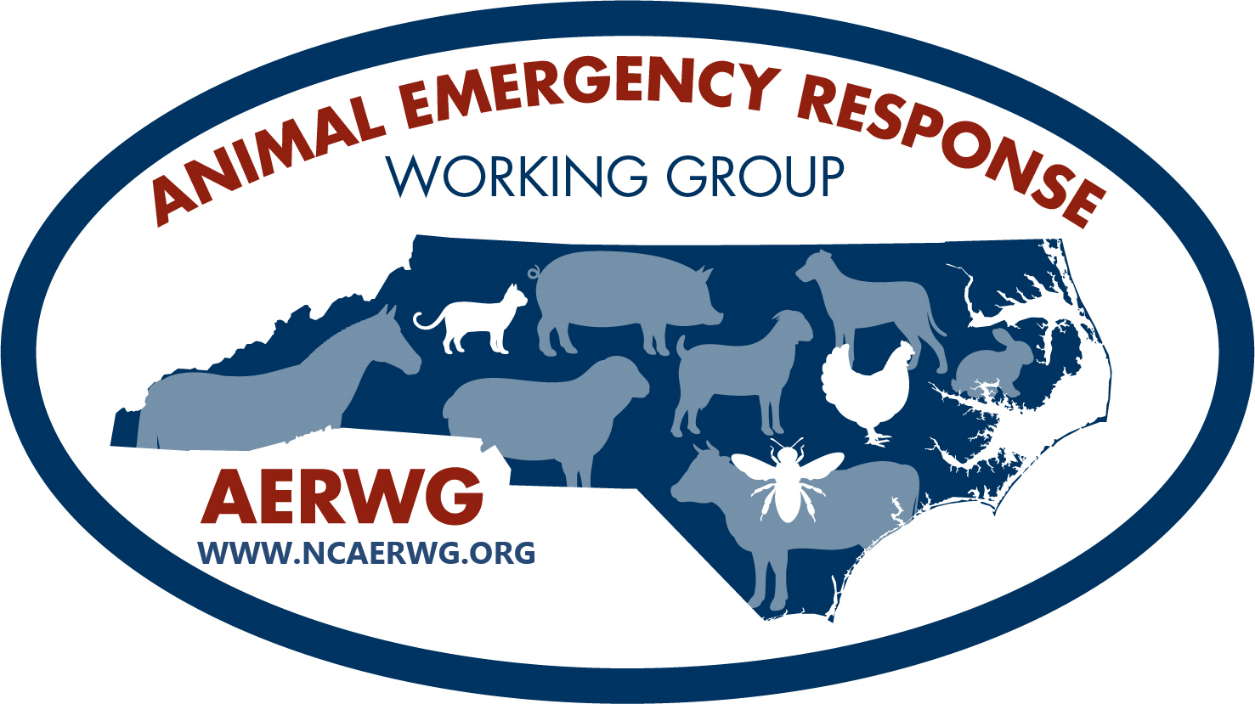 ANIMAL EMERGENCY RESPONSE
WORKING GROUP
AERWG
WWW.NCAERWG.ORG